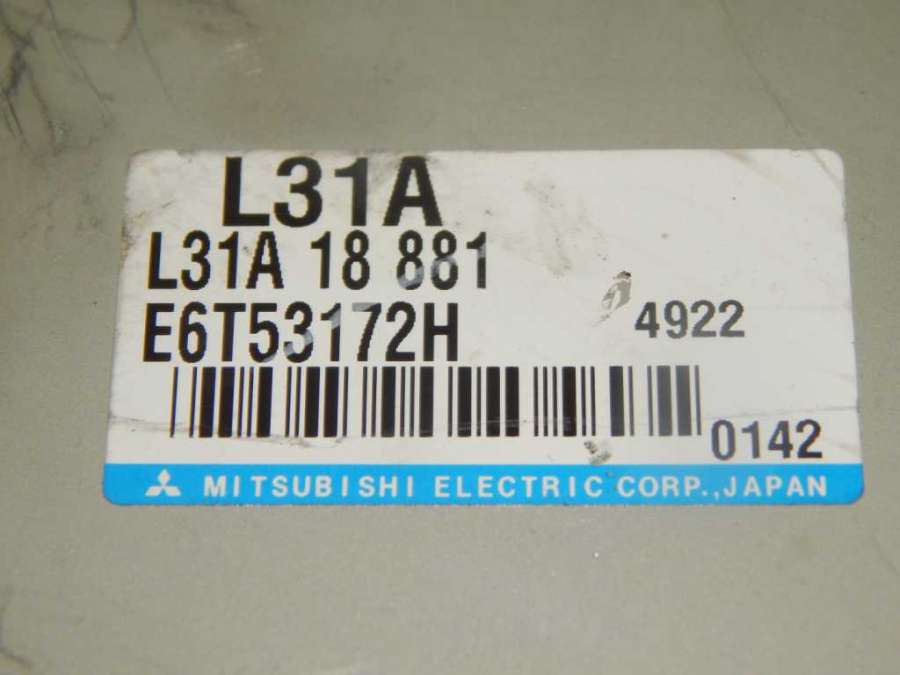 L31A
L31A 18 881
E6T53172H 4922
0142
MITSUBISHI ELECTRIC CORP.,JAPAN